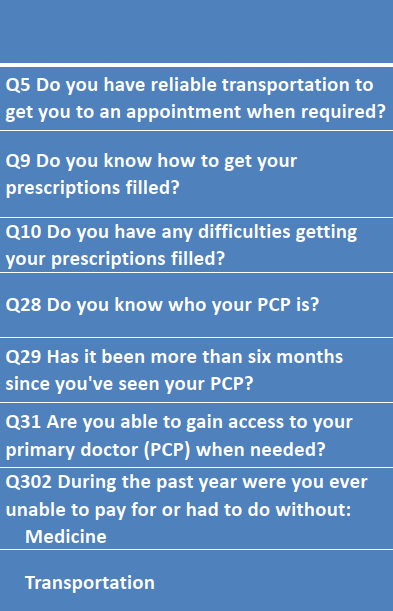 Q5 Do you have reliable transportation to
get you to an appointment when required?
Q9 Do you know how to get your
prescriptions filled?
Q10 Do you have any difficulties getting
your prescriptions filled?
Q28 Do you know who your PCP is?
Q29 Has it been more than six months
since you've seen your PCP?
Q31 Are you able to gain access to your
primary doctor (PCP) when needed?
Q302 During the past year were you ever
unable to pay for or had to do without:
Medicine
Transportation